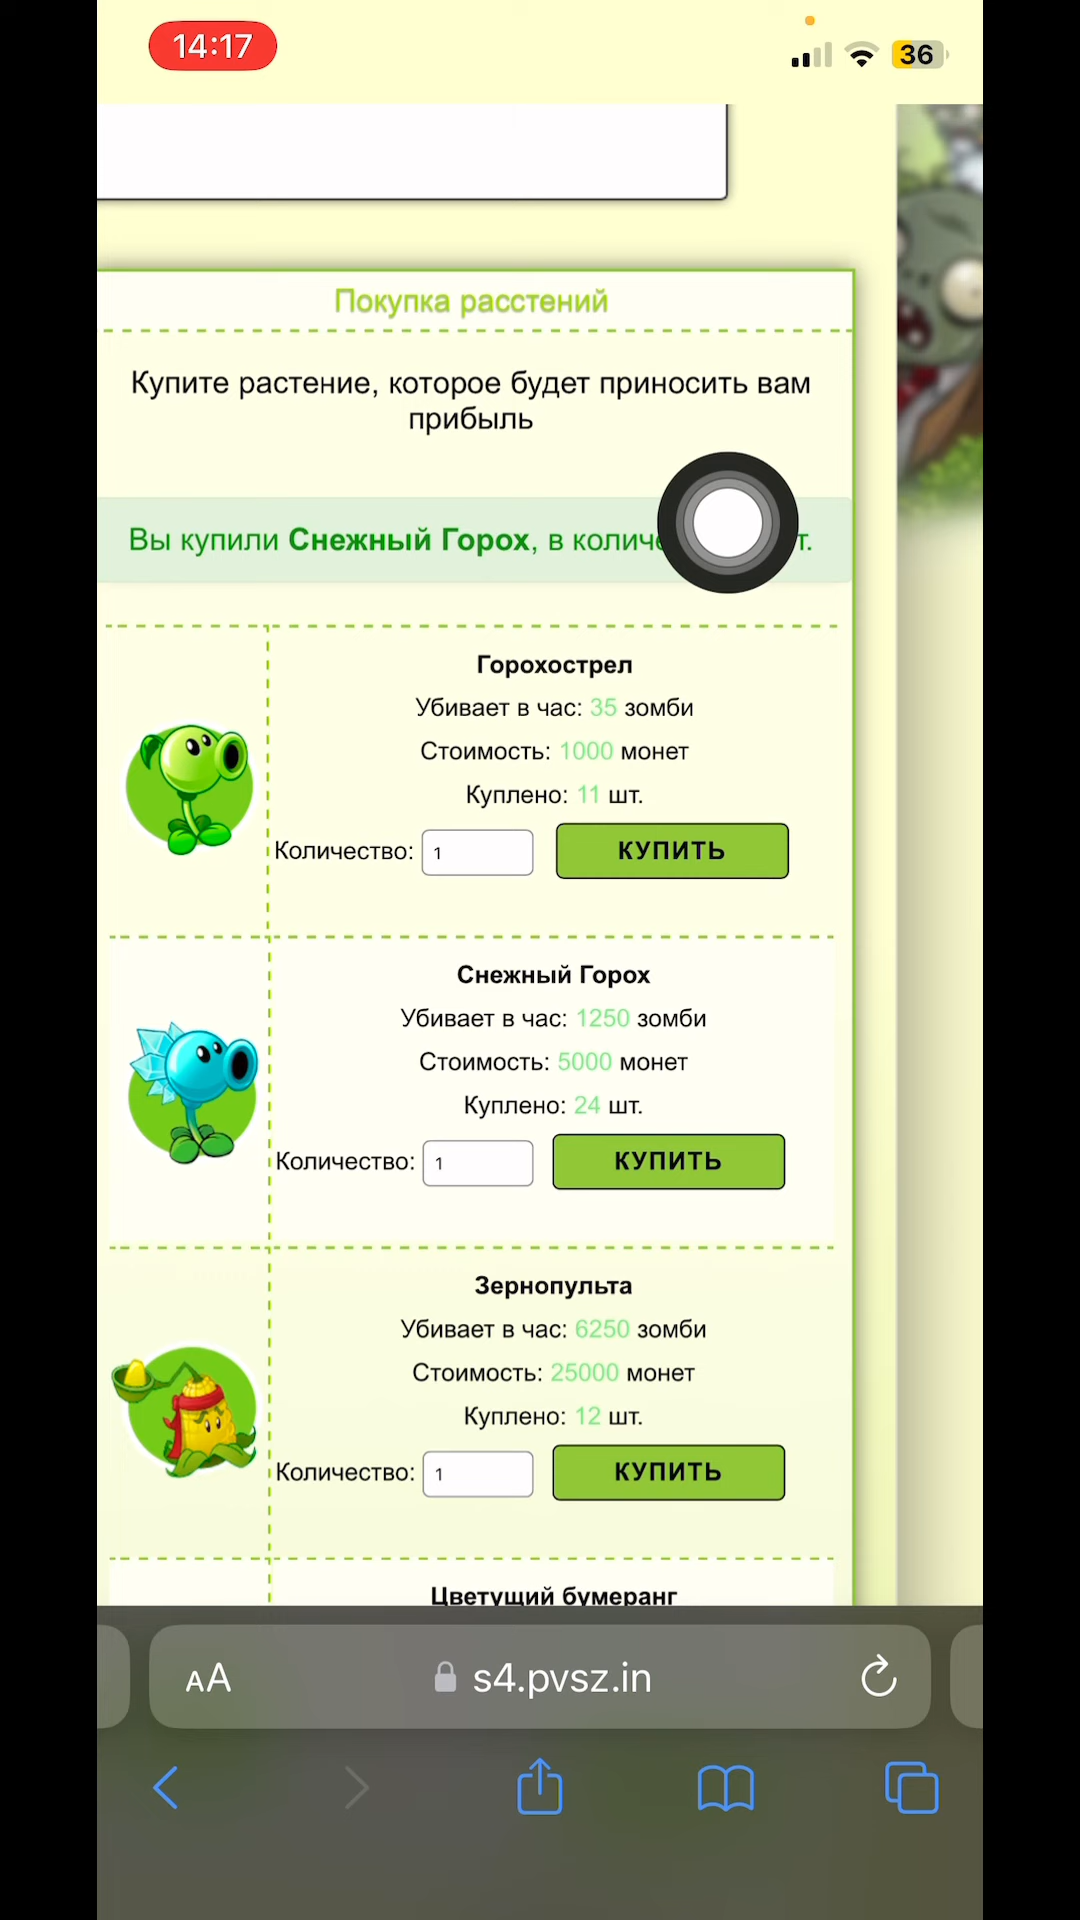 14:17
36
Покупка расстений
Купите растение, которое будет приносить вам
прибыль
Вы купили Снежный Горох, в т.
Горохострел
Убивает в час: 35 зомби
Стоимость: 1000 монет
Куплено: 11 шт.
Количество: 1 КУПИТЬ
Снежный Горох
Убивает в час: 1250 зомби
Стоимость: 5000 монет
Куплено: 24 шт.
Количество: 1 КУПИТЬ
Зернопульта
Убивает в час: 6250 зомби
Стоимость: 25000 монет
Куплено: 12 шт.
Количество: 1 КУПИТЬ
Цветущий бумеранг
AA s4.pvsz.in